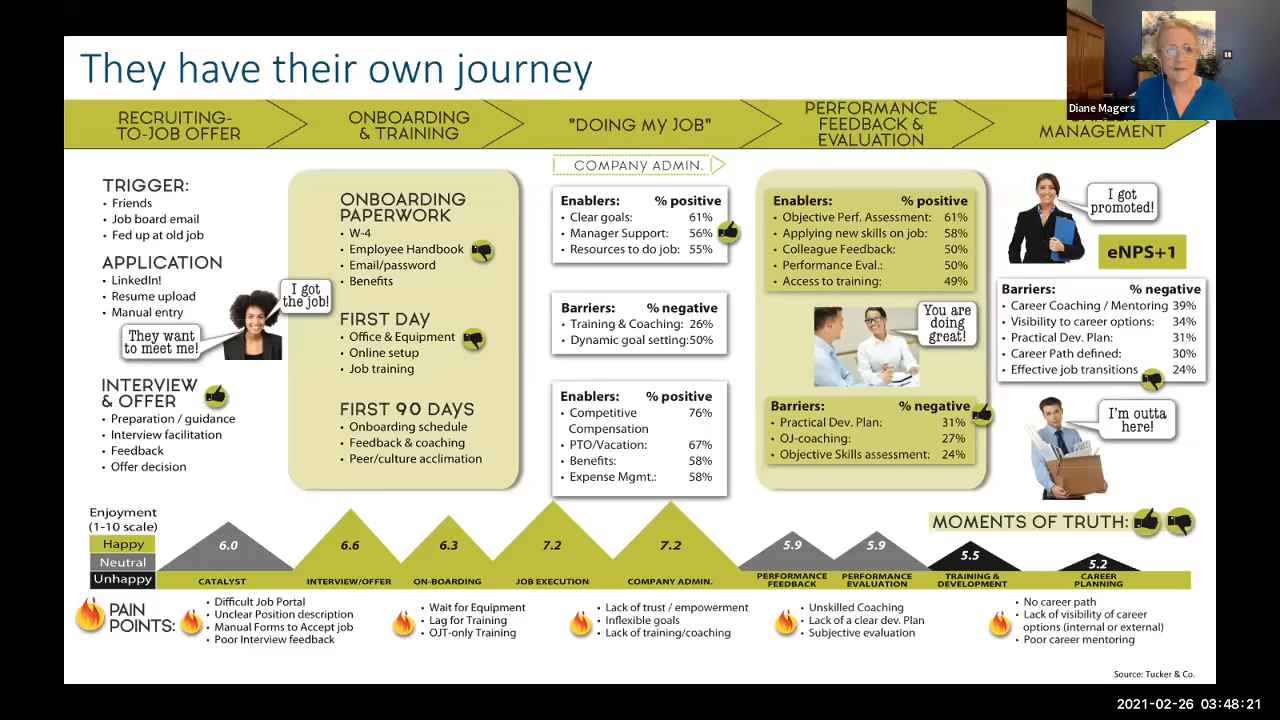 They have their own journey
Diane Magers
RECRUITING-
TO-JOB OFFER
ONBOARDING
& TRAINING
"DOING MY JOB"
PERFORMANCE
FEEDBACK &
EVALUATION
MANAGEMENT
COMPANY ADMIN.
TRIGGER:
• Friends
• Job board email
• Fed up at old job
APPLICATION
• LinkedIn!
• Resume upload
• Manual entry
They want
to meet me!
I got
the job!
INTERVIEW
& OFFER
• Preparation / guidance
• Interview facilitation
• Feedback
• Offer decision
ONBOARDING
PAPERWORK
• W-4
• Employee Handbook
• Email/password
• Benefits
FIRST DAY
• Office & Equipment
• Online setup
• Job training
FIRST 90 DAYS
• Onboarding schedule
• Feedback & coaching
• Peer/culture acclimation
Enablers: % positive
• Clear goals: 61%
• Manager Support: 56%
• Resources to do job: 55%
Barriers: % negative
• Training & Coaching: 26%
• Dynamic goal setting:50%
Enablers: % positive
• Competitive 76%
Compensation
• PTO/Vacation: 67%
• Benefits: 58%
• Expense Mgmt.: 58%
Enablers: % positive
• Objective Perf. Assessment: 61%
• Applying new skills on job: 58%
• Colleague Feedback: 50%
• Performance Eval.: 50%
• Access to training: 49%
You are
doing
great!
Barriers: % negative
• Practical Dev. Plan: 31%
• OJ-coaching: 27%
• Objective Skills assessment: 24%
I got
promoted!
eNPS+1
Barriers: % negative
• Career Coaching / Mentoring 39%
• Visibility to career options: 34%
• Practical Dev. Plan: 31%
• Career Path defined: 30%
• Effective job transitions 24%
I'm outta
here!
MOMENTS OF TRUTH:
Enjoyment
(1-10 scale)
Happy
Neutral
Unhappy
6.0
6.6
6.3
7.2
7.2
5.9
5.9
5.5
5.2
CATALYST
INTERVIEW/OFFER
ON-BOARDING
JOB EXECUTION
COMPANY ADMIN.
PERFORMANCE
FEEDBACK
PERFORMANCE
EVALUATION
TRAINING &
DEVELOPMENT
CAREER
PLANNING
PAIN
POINTS:
• Difficult Job Portal
• Unclear Position description
• Manual Forms to Accept job
• Poor Interview feedback
• Wait for Equipment
• Lag for Training
• OJT-only Training
• Lack of trust / empowerment
• Inflexible goals
• Lack of training/coaching
• Unskilled Coaching
• Lack of a clear dev. Plan
• Subjective evaluation
• No career path
• Lack of visibility of career
options (internal or external)
• Poor career mentoring
Source: Tucker & Co.
2021-02-26 03:48:21